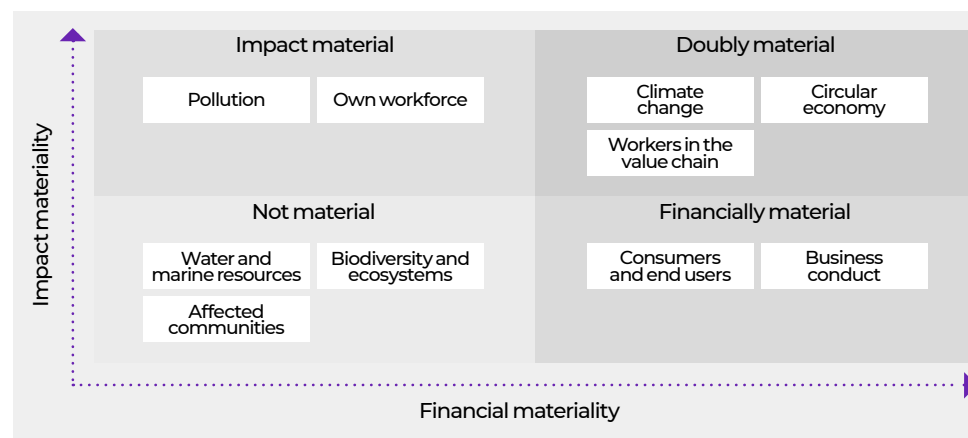 Impact material
Doubly material
Pollution
Own workforce
Climate
change
Circular
economy
Workers in the
value chain
Impact materiality
Not material
Financially material
Water and
marine resources
Biodiversity and
ecosystems
Consumers
and end users
Business
conduct
Affected
communities
Financial materiality